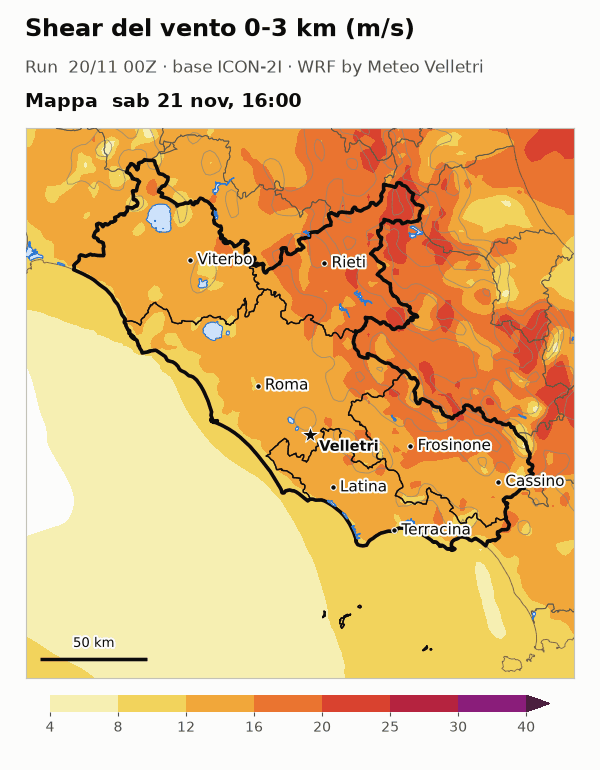 Shear del vento 0-3 km (m/s)
Run  20/11 00Z · base ICON-2I · WRF by Meteo Velletri
Mappa  sab 21 nov, 16:00
Viterbo
Rieti
Roma
Velletri
Frosinone
Cassino
Latina
Terracina
50 km
4 8 12 16 20 25 30 40